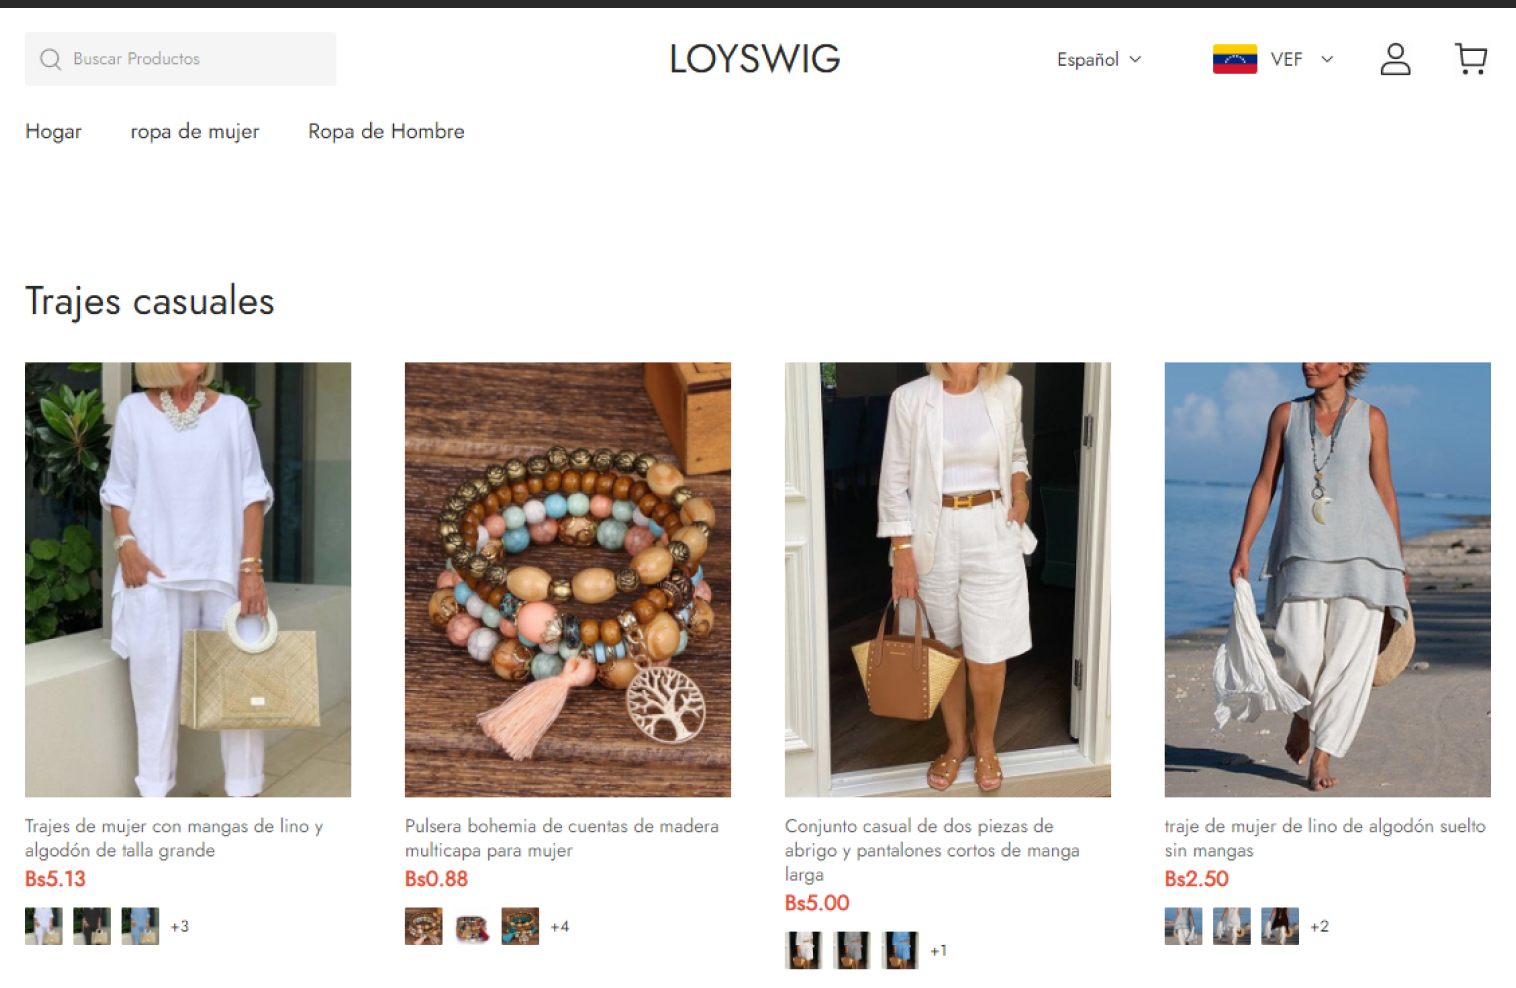 Buscar Productos
LOYSWIG
Español
VEF
Hogar
ropa de mujer
Ropa de Hombre
Trajes casuales
Trajes de mujer con mangas de lino y
algodón de talla grande
Bs5.13
+3
Pulsera bohemia de cuentas de madera
multicapa para mujer
Bs0.88
+4
Conjunto casual de dos piezas de
abrigo y pantalones cortos de manga
larga
Bs5.00
+1
traje de mujer de lino de algodón suelto
sin mangas
Bs2.50
+2